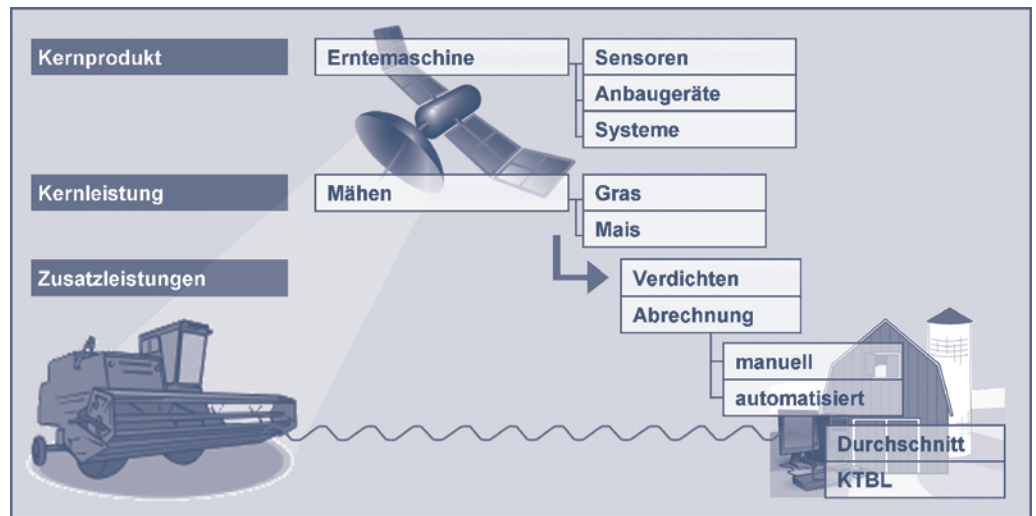 Kernprodukt
Erntemaschine
Sensoren
Anbaugeräte
Systeme
Kernleistung
Mähen
Gras
Mais
Zusatzleistungen
Verdichten
Abrechnung
manuell
automatisiert
Durchschnitt
KTBL